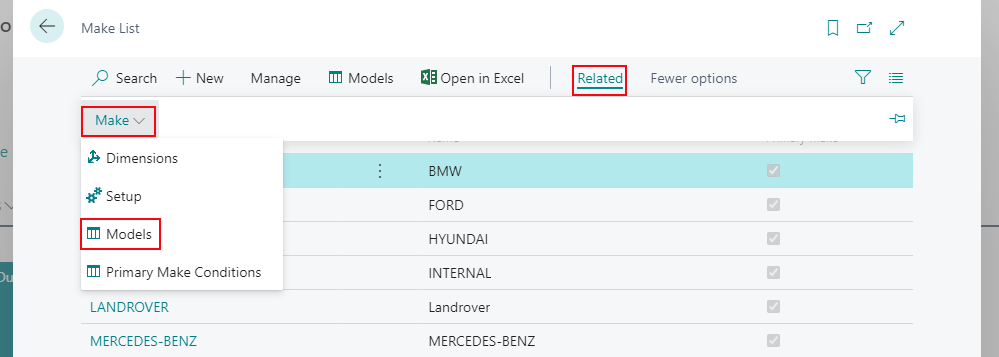 Make List
Search New Manage Models Open in Excel Related Fewer options
Make
Name Primary Make
Dimensions
BMW
Setup
FORD
Models
HYUNDAI
Primary Make Conditions
INTERNAL
LANDROVER Landrover
MERCEDES-BENZ MERCEDES-BENZ